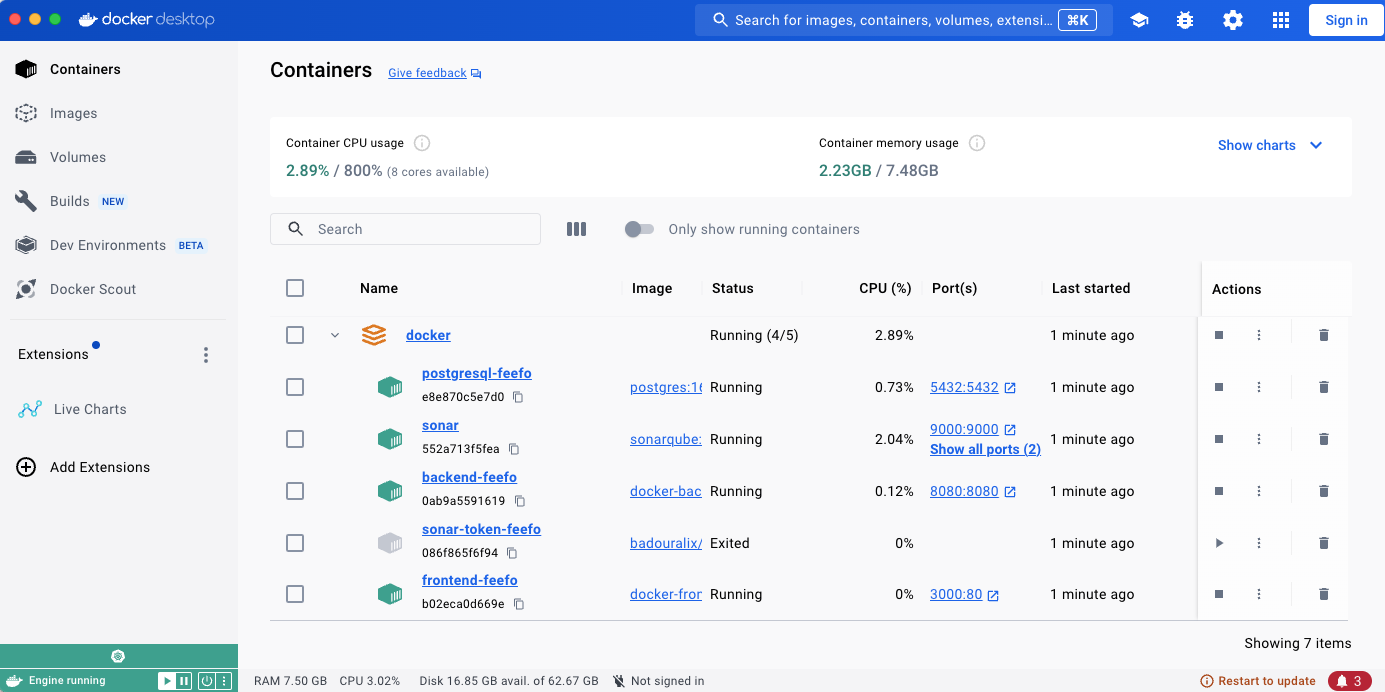 docker desktop
Search for images, containers, volumes, extensi... ⌘K
Sign in
Containers
Images
Volumes
Builds NEW
Dev Environments BETA
Docker Scout
Extensions
Live Charts
Add Extensions
Containers Give feedback
Container CPU usage
2.89% / 800% (8 cores available)
Container memory usage
2.23GB / 7.48GB
Show charts
Search
Only show running containers
Name Image Status CPU (%) Port(s) Last started Actions
docker Running (4/5) 2.89% 1 minute ago
postgresql-feefo
e8e870c5e7d0
postgres:16 Running 0.73% 5432:5432 1 minute ago
sonar
552a713f5fea
sonarqube: Running 2.04% 9000:9000
Show all ports (2)
1 minute ago
backend-feefo
0ab9a5591619
docker-bac Running 0.12% 8080:8080 1 minute ago
sonar-token-feefo
086f865f6f94
badouralix/ Exited 0% 1 minute ago
frontend-feefo
b02eca0d669e
docker-fror Running 0% 3000:80 1 minute ago
Showing 7 items
Engine running
RAM 7.50 GB CPU 3.02% Disk 16.85 GB avail. of 62.67 GB Not signed in
Restart to update 3